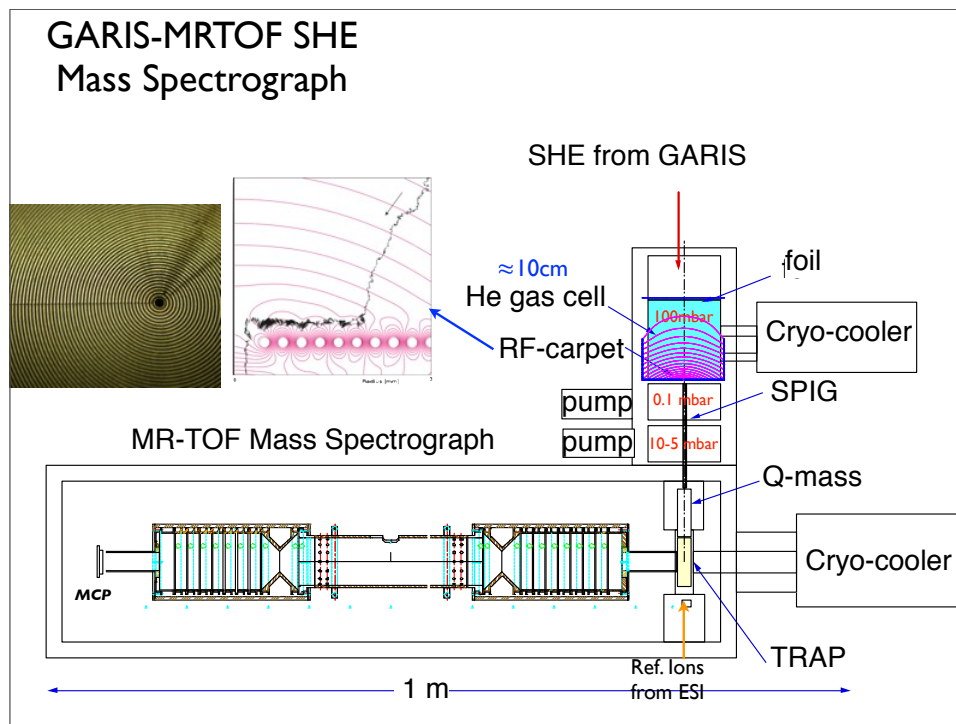 GARIS-MRTOF SHE
Mass Spectrograph
SHE from GARIS
≈10cm
He gas cell
foil
100mbar
Cryo-cooler
RF-carpet
SPIG
pump
0.1 mbar
MR-TOF Mass Spectrograph
pump
10-5 mbar
Q-mass
Cryo-cooler
MCP
TRAP
Ref. Ions
from ESI
1 m